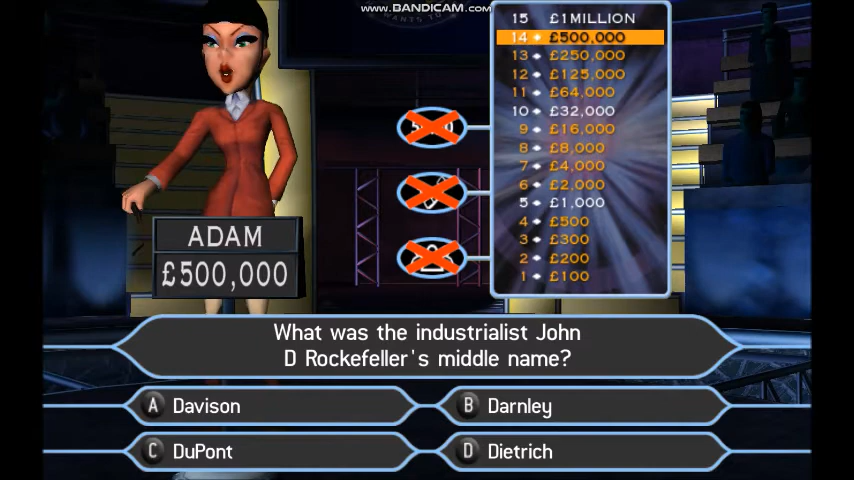 WWW.BANDICAM.COM
WANTS TO
15 £1MILLION
14 ◆ £500,000
13 ◆ £250,000
12 ◆ £125,000
11 ◆ £64,000
10 ◆ £32,000
9 ◆ £16,000
8 ◆ £8,000
7 ◆ £4,000
6 ◆ £2,000
5 ◆ £1,000
4 ◆ £500
3 ◆ £300
2 ◆ £200
1 ◆ £100
ADAM
£500,000
What was the industrialist John
D Rockefeller's middle name?
A Davison
B Darnley
C DuPont
D Dietrich